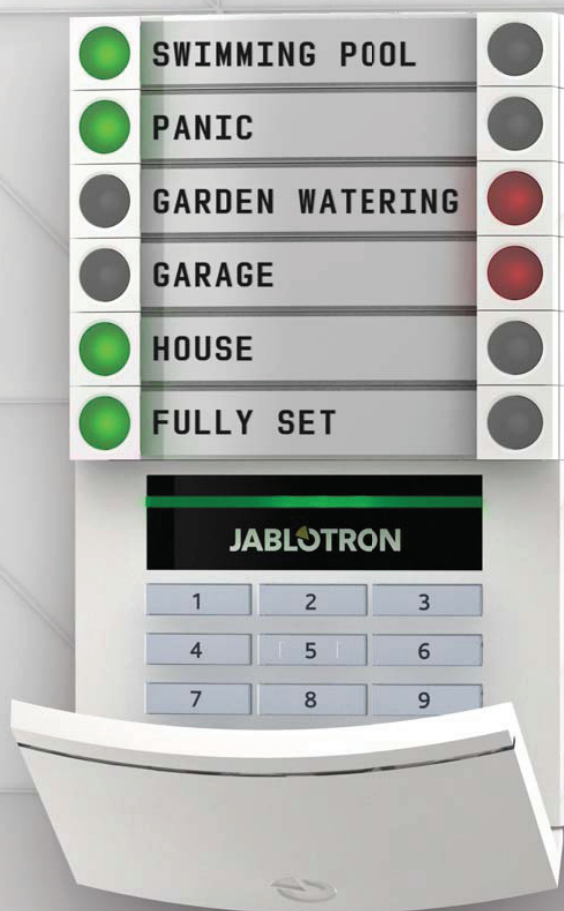 SWIMMING POOL
PANIC
GARDEN WATERING
GARAGE
HOUSE
FULLY SET
JABLOTRON
1 2 3
4 5 6
7 8 9